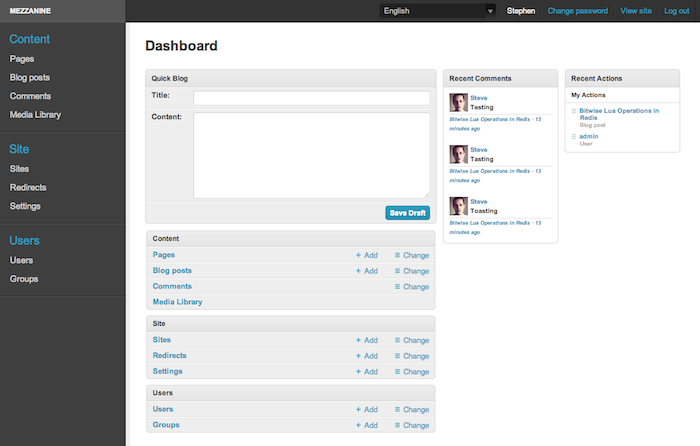 MEZZANINE
English
Stephen
Change password
View site
Log out
Content
Pages
Blog posts
Comments
Media Library
Site
Sites
Redirects
Settings
Users
Users
Groups
Dashboard
Quick Blog
Title:
Content:
Save Draft
Content
Pages + Add Change
Blog posts + Add Change
Comments Change
Media Library
Site
Sites + Add Change
Redirects + Add Change
Settings + Add Change
Users
Users + Add Change
Groups + Add Change
Recent Comments
Steve
Testing
Bitwise Lua Operations in Redis - 13
minutes ago
Steve
Tasting
Bitwise Lua Operations in Redis - 13
minutes ago
Steve
Toasting
Bitwise Lua Operations in Redis - 13
minutes ago
Recent Actions
My Actions
Bitwise Lua Operations in
Redis
Blog post
admin
User